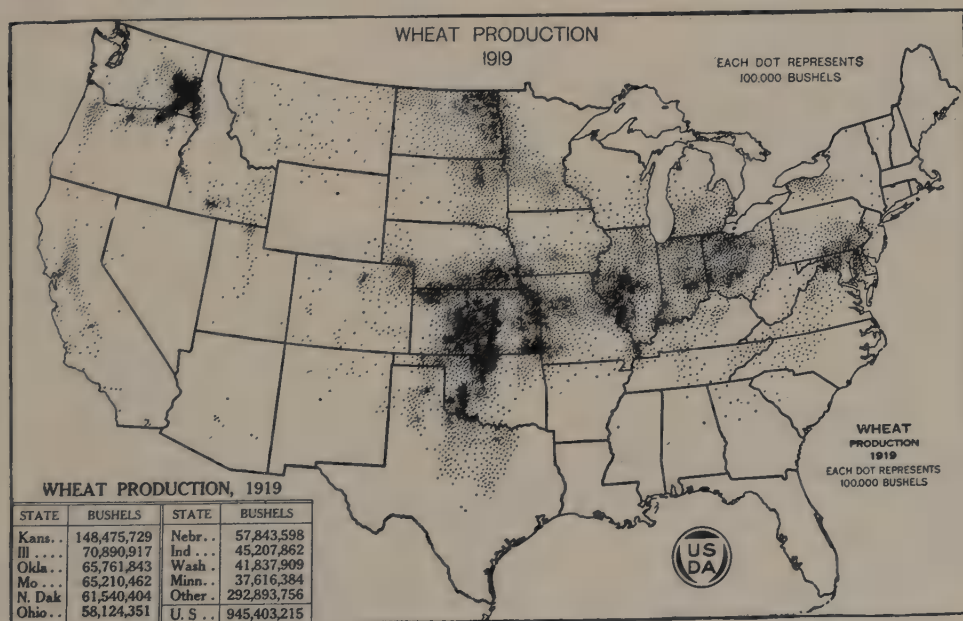 WHEAT PRODUCTION
1919
EACH DOT REPRESENTS
100,000 BUSHELS
WHEAT
PRODUCTION
1919
EACH DOT REPRESENTS
100,000 BUSHELS
U S
DA
WHEAT PRODUCTION, 1919
STATE BUSHELS STATE BUSHELS
Kans.. 148,475,729 Nebr.. 57,843,598
Ill .... 70,890,917 Ind ... 45,207,862
Okla.. 65,761,843 Wash . 41,837,909
Mo ... 65,210,462 Minn.. 37,616,384
N. Dak 61,540,404 Other . 292,893,756
Ohio.. 58,124,351 U. S .. 945,403,215